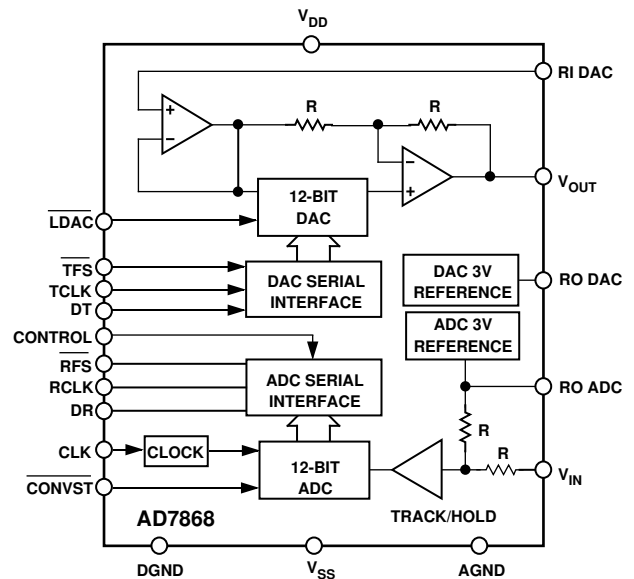 VDD
RI DAC
R
R
+
−
−
+
VOUT
12-BIT
DAC
LDAC
TFS
TCLK
DT
DAC SERIAL
INTERFACE
DAC 3V
REFERENCE
RO DAC
CONTROL
RFS
RCLK
DR
ADC SERIAL
INTERFACE
ADC 3V
REFERENCE
RO ADC
R
R
VIN
CLK
CLOCK
12-BIT
ADC
CONVST
AD7868
TRACK/HOLD
DGND
VSS
AGND